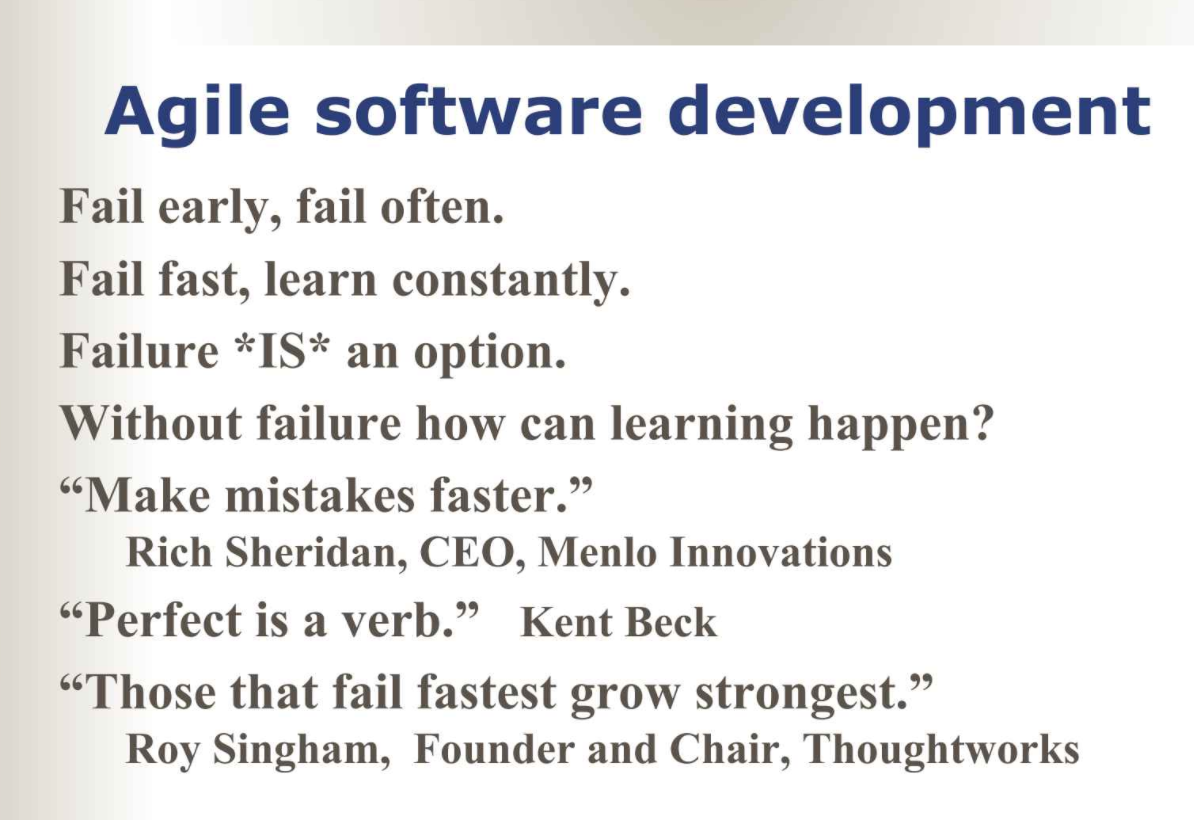 Agile software development
Fail early, fail often.
Fail fast, learn constantly.
Failure *IS* an option.
Without failure how can learning happen?
“Make mistakes faster.”
Rich Sheridan, CEO, Menlo Innovations
“Perfect is a verb.” Kent Beck
“Those that fail fastest grow strongest.”
Roy Singham, Founder and Chair, Thoughtworks